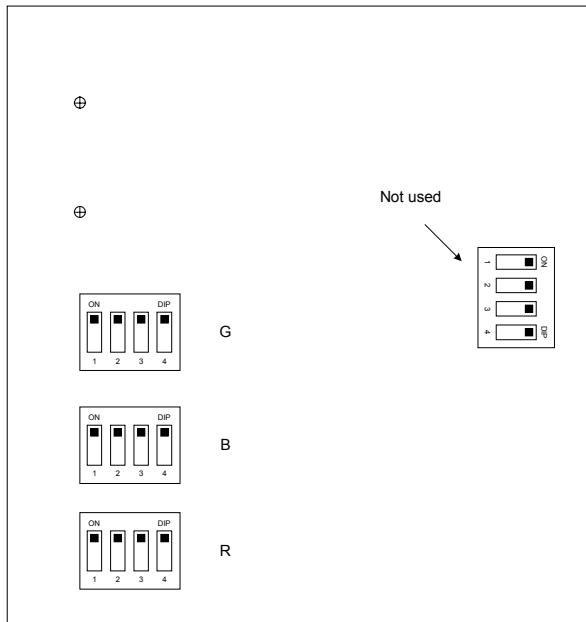 Not used
1 ON
2
3
4 DIP
ON DIP
1 2 3 4
G
ON DIP
1 2 3 4
B
ON DIP
1 2 3 4
R